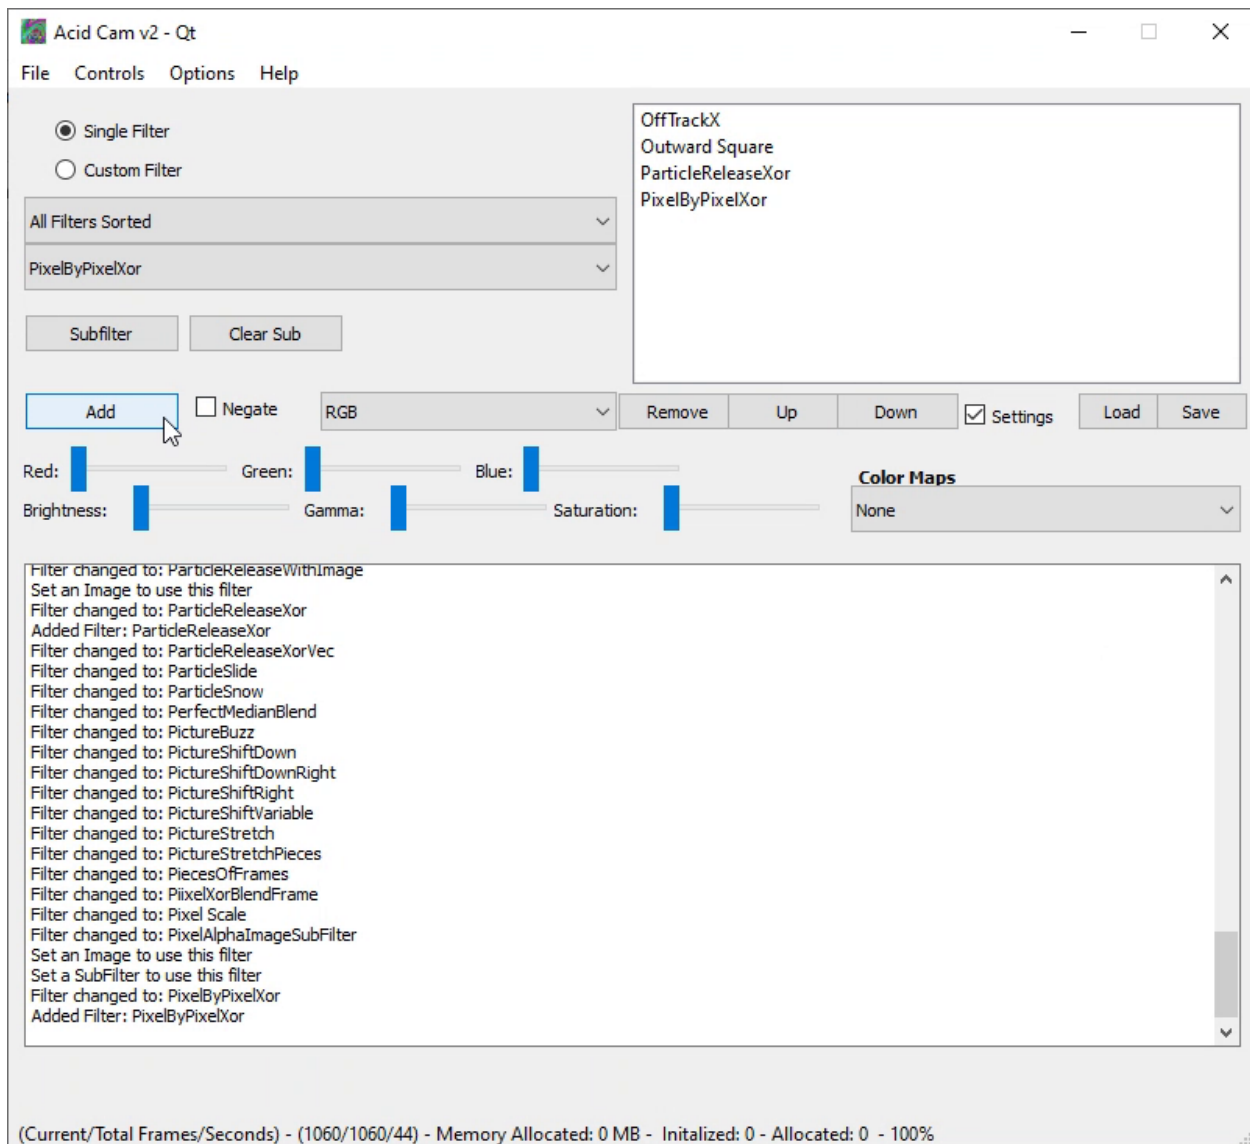 Acid Cam v2 - Qt
File Controls Options Help
Single Filter
Custom Filter
All Filters Sorted
PixelByPixelXor
Subfilter Clear Sub
OffTrackX
Outward Square
ParticleReleaseXor
PixelByPixelXor
Add Negate RGB Remove Up Down Settings Load Save
Red: Green: Blue:
Color Maps
Brightness: Gamma: Saturation: None
Filter changed to: ParticleReleaseWithImage
Set an Image to use this filter
Filter changed to: ParticleReleaseXor
Added Filter: ParticleReleaseXor
Filter changed to: ParticleReleaseXorVec
Filter changed to: ParticleSlide
Filter changed to: ParticleSnow
Filter changed to: PerfectMedianBlend
Filter changed to: PictureBuzz
Filter changed to: PictureShiftDown
Filter changed to: PictureShiftDownRight
Filter changed to: PictureShiftRight
Filter changed to: PictureShiftVariable
Filter changed to: PictureStretch
Filter changed to: PictureStretchPieces
Filter changed to: PiecesOfFrames
Filter changed to: PiixelXorBlendFrame
Filter changed to: Pixel Scale
Filter changed to: PixelAlphaImageSubFilter
Set an Image to use this filter
Set a SubFilter to use this filter
Filter changed to: PixelByPixelXor
Added Filter: PixelByPixelXor
(Current/Total Frames/Seconds) - (1060/1060/44) - Memory Allocated: 0 MB - Initalized: 0 - Allocated: 0 - 100%